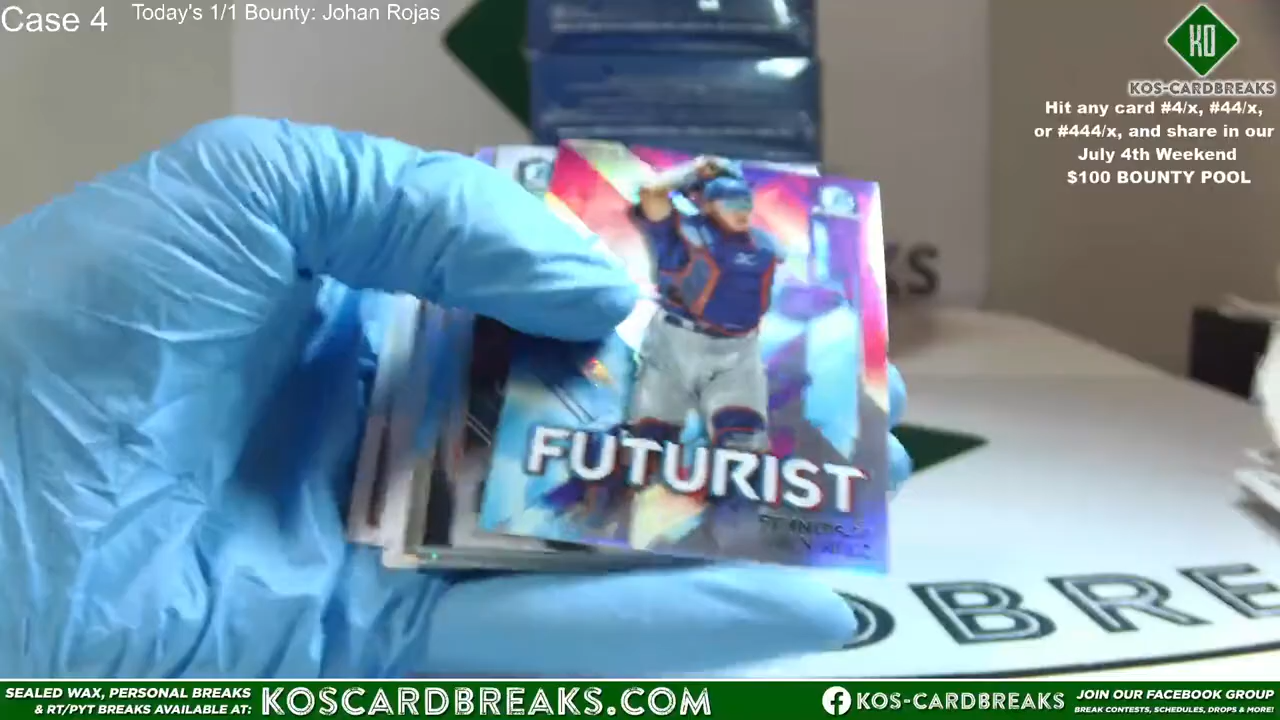 Case 4
Today's 1/1 Bounty: Johan Rojas
KO
KOS-CARDBREAKS
Hit any card #4/x, #44/x,
or #444/x, and share in our
July 4th Weekend
$100 BOUNTY POOL
KS
FUTURIST
DBRE
SEALED WAX, PERSONAL BREAKS
& RT/PYT BREAKS AVAILABLE AT:
KOSCARDBREAKS.COM
KOS-CARDBREAKS
JOIN OUR FACEBOOK GROUP
BREAK CONTESTS, SCHEDULES, DROPS & MORE!